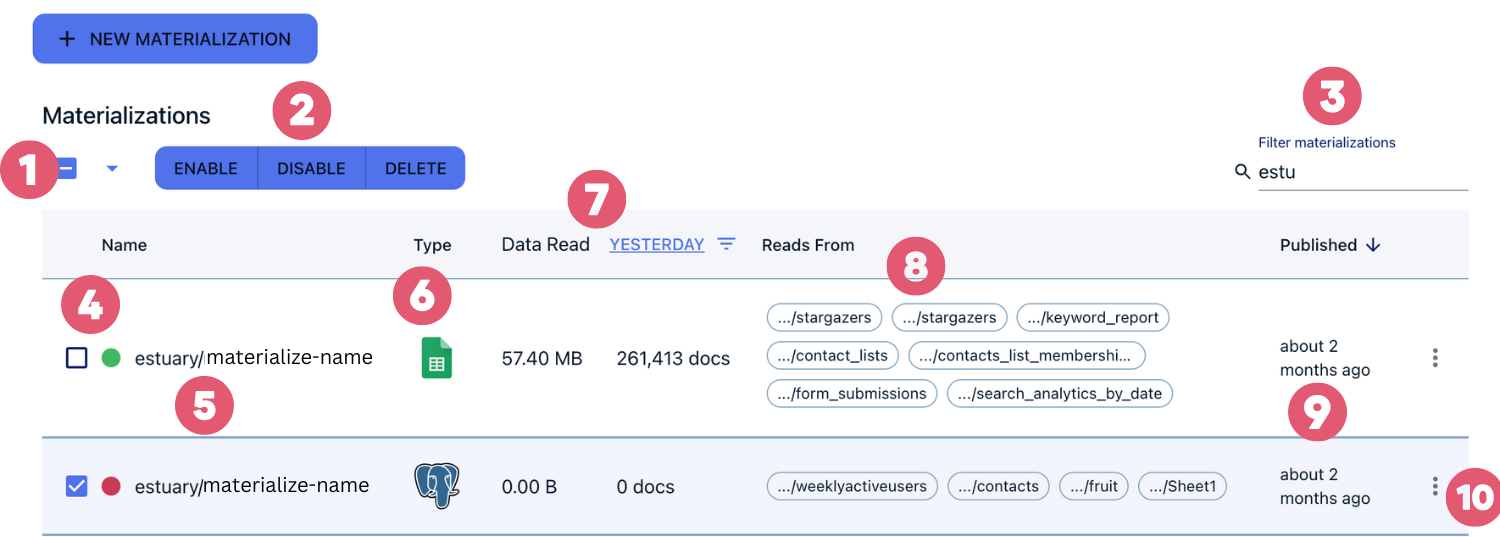 + NEW MATERIALIZATION
3
2
Materializations
Filter materializations
1
ENABLE DISABLE DELETE
estu
7
Name Type Data Read YESTERDAY Reads From Published
8
4
6
.../stargazers .../stargazers .../keyword_report
estuary/materialize-name 57.40 MB 261,413 docs .../contact_lists .../contacts_list_membershi... about 2
months ago
.../form_submissions .../search_analytics_by_date
5
9
estuary/materialize-name 0.00 B 0 docs .../weeklyactiveusers .../contacts .../fruit .../Sheet1 about 2
months ago
10